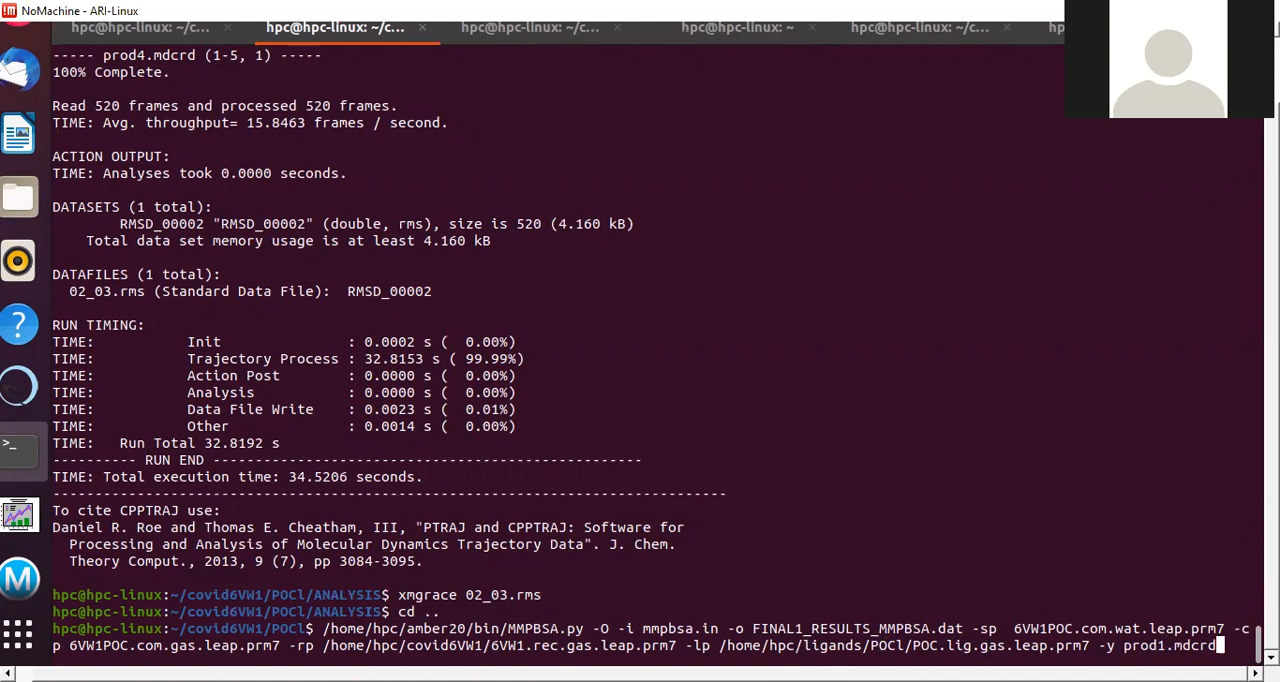 NoMachine - ARI-Linux
hpc@hpc-linux: ~/c... × hpc@hpc-linux: ~/c... × hpc@hpc-linux: ~/c... × hpc@hpc-linux: ~ × hpc@hpc-linux: ~/c... × hp
----- prod4.mdcrd (1-5, 1) -----
100% Complete.
Read 520 frames and processed 520 frames.
TIME: Avg. throughput= 15.8463 frames / second.
ACTION OUTPUT:
TIME: Analyses took 0.0000 seconds.
DATASETS (1 total):
RMSD_00002 "RMSD_00002" (double, rms), size is 520 (4.160 kB)
Total data set memory usage is at least 4.160 kB
DATAFILES (1 total):
02_03.rms (Standard Data File):  RMSD_00002
RUN TIMING:
TIME: Init : 0.0002 s (  0.00%)
TIME: Trajectory Process : 32.8153 s ( 99.99%)
TIME: Action Post : 0.0000 s (  0.00%)
TIME: Analysis : 0.0000 s (  0.00%)
TIME: Data File Write : 0.0023 s (  0.01%)
TIME: Other : 0.0014 s (  0.00%)
TIME: Run Total 32.8192 s
---------- RUN END ---------------------------------------------------
TIME: Total execution time: 34.5206 seconds.
--------------------------------------------------------------------------------
To cite CPPTRAJ use:
Daniel R. Roe and Thomas E. Cheatham, III, "PTRAJ and CPPTRAJ: Software for
Processing and Analysis of Molecular Dynamics Trajectory Data". J. Chem.
Theory Comput., 2013, 9 (7), pp 3084-3095.
hpc@hpc-linux:~/covid6VW1/POCl/ANALYSIS$ xmgrace 02_03.rms
hpc@hpc-linux:~/covid6VW1/POCl/ANALYSIS$ cd ..
hpc@hpc-linux:~/covid6VW1/POCl$ /home/hpc/amber20/bin/MMPBSA.py -O -i mmpbsa.in -o FINAL1_RESULTS_MMPBSA.dat -sp  6VW1POC.com.wat.leap.prm7 -c
p 6VW1POC.com.gas.leap.prm7 -rp /home/hpc/covid6VW1/6VW1.rec.gas.leap.prm7 -lp /home/hpc/ligands/POCl/POC.lig.gas.leap.prm7 -y prod1.mdcrd